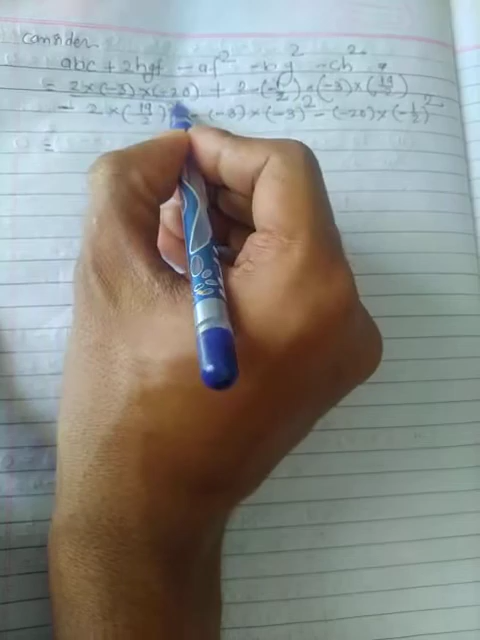 consider
abc + 2hgf - af² - bg² - ch²
= 2×(-3)×(-20) + 2·(-1/2)×(-3)×(19/2)
- 2×(19/2)² - (-3)×(-3)² - (-20)×(-1/2)²
=